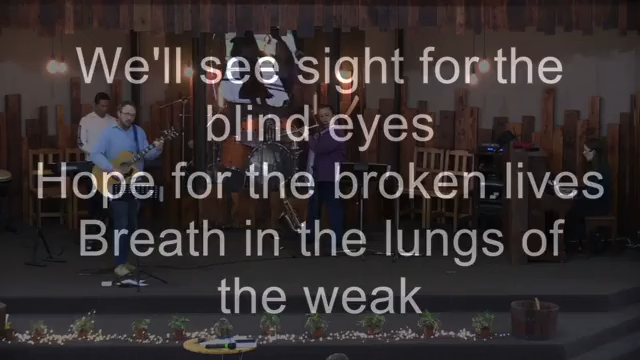 We'll see sight for the
blind eyes
Hope for the broken lives
Breath in the lungs of
the weak